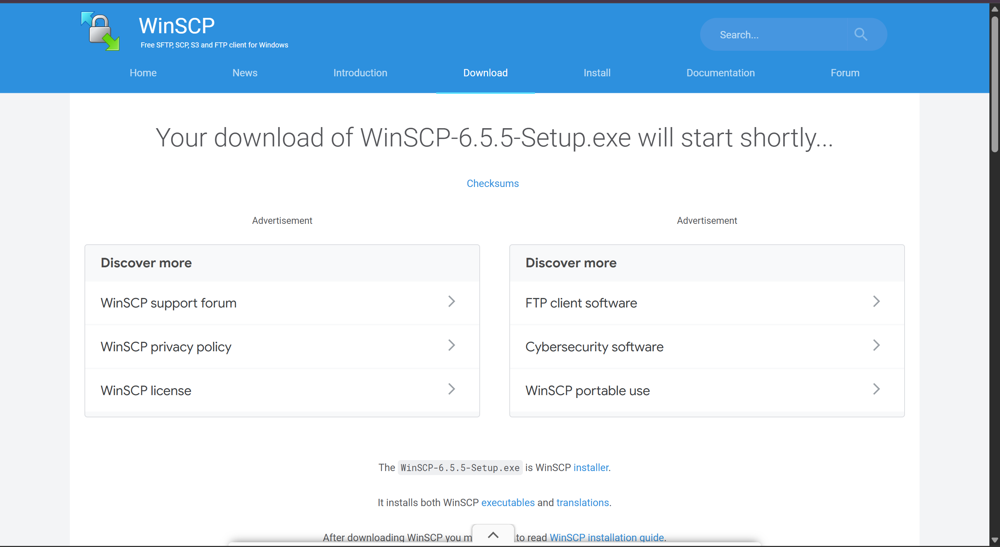 WinSCP
Free SFTP, SCP, S3 and FTP client for Windows
Search...
Home News Introduction Download Install Documentation Forum
Your download of WinSCP-6.5.5-Setup.exe will start shortly...
Checksums
Advertisement
Discover more
WinSCP support forum
WinSCP privacy policy
WinSCP license
Advertisement
Discover more
FTP client software
Cybersecurity software
WinSCP portable use
The WinSCP-6.5.5-Setup.exe is WinSCP installer.
It installs both WinSCP executables and translations.
After downloading WinSCP you m to read WinSCP installation guide.